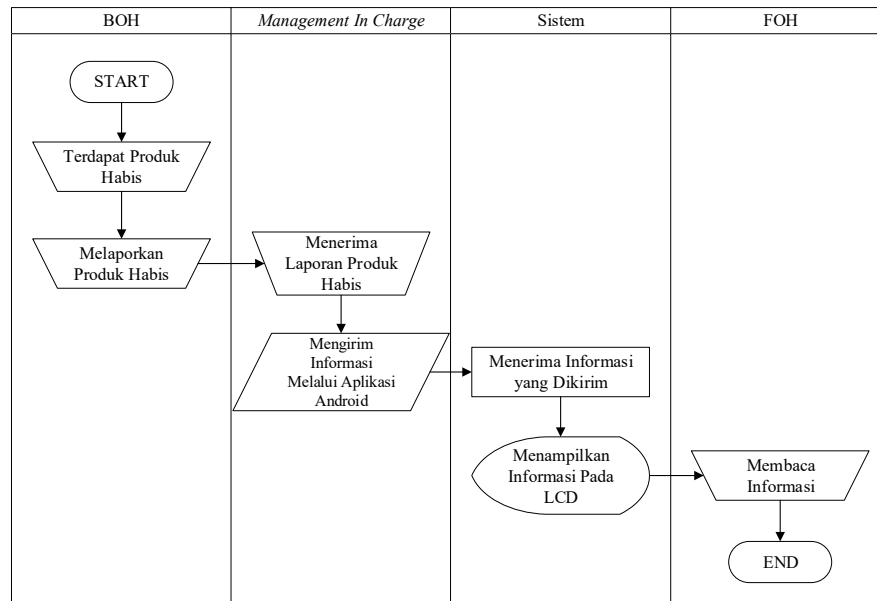 BOH
Management In Charge
Sistem
FOH
START
Terdapat Produk
Habis
Melaporkan
Produk Habis
Menerima
Laporan Produk
Habis
Mengirim
Informasi
Melalui Aplikasi
Android
Menerima Informasi
yang Dikirim
Menampilkan
Informasi Pada
LCD
Membaca
Informasi
END